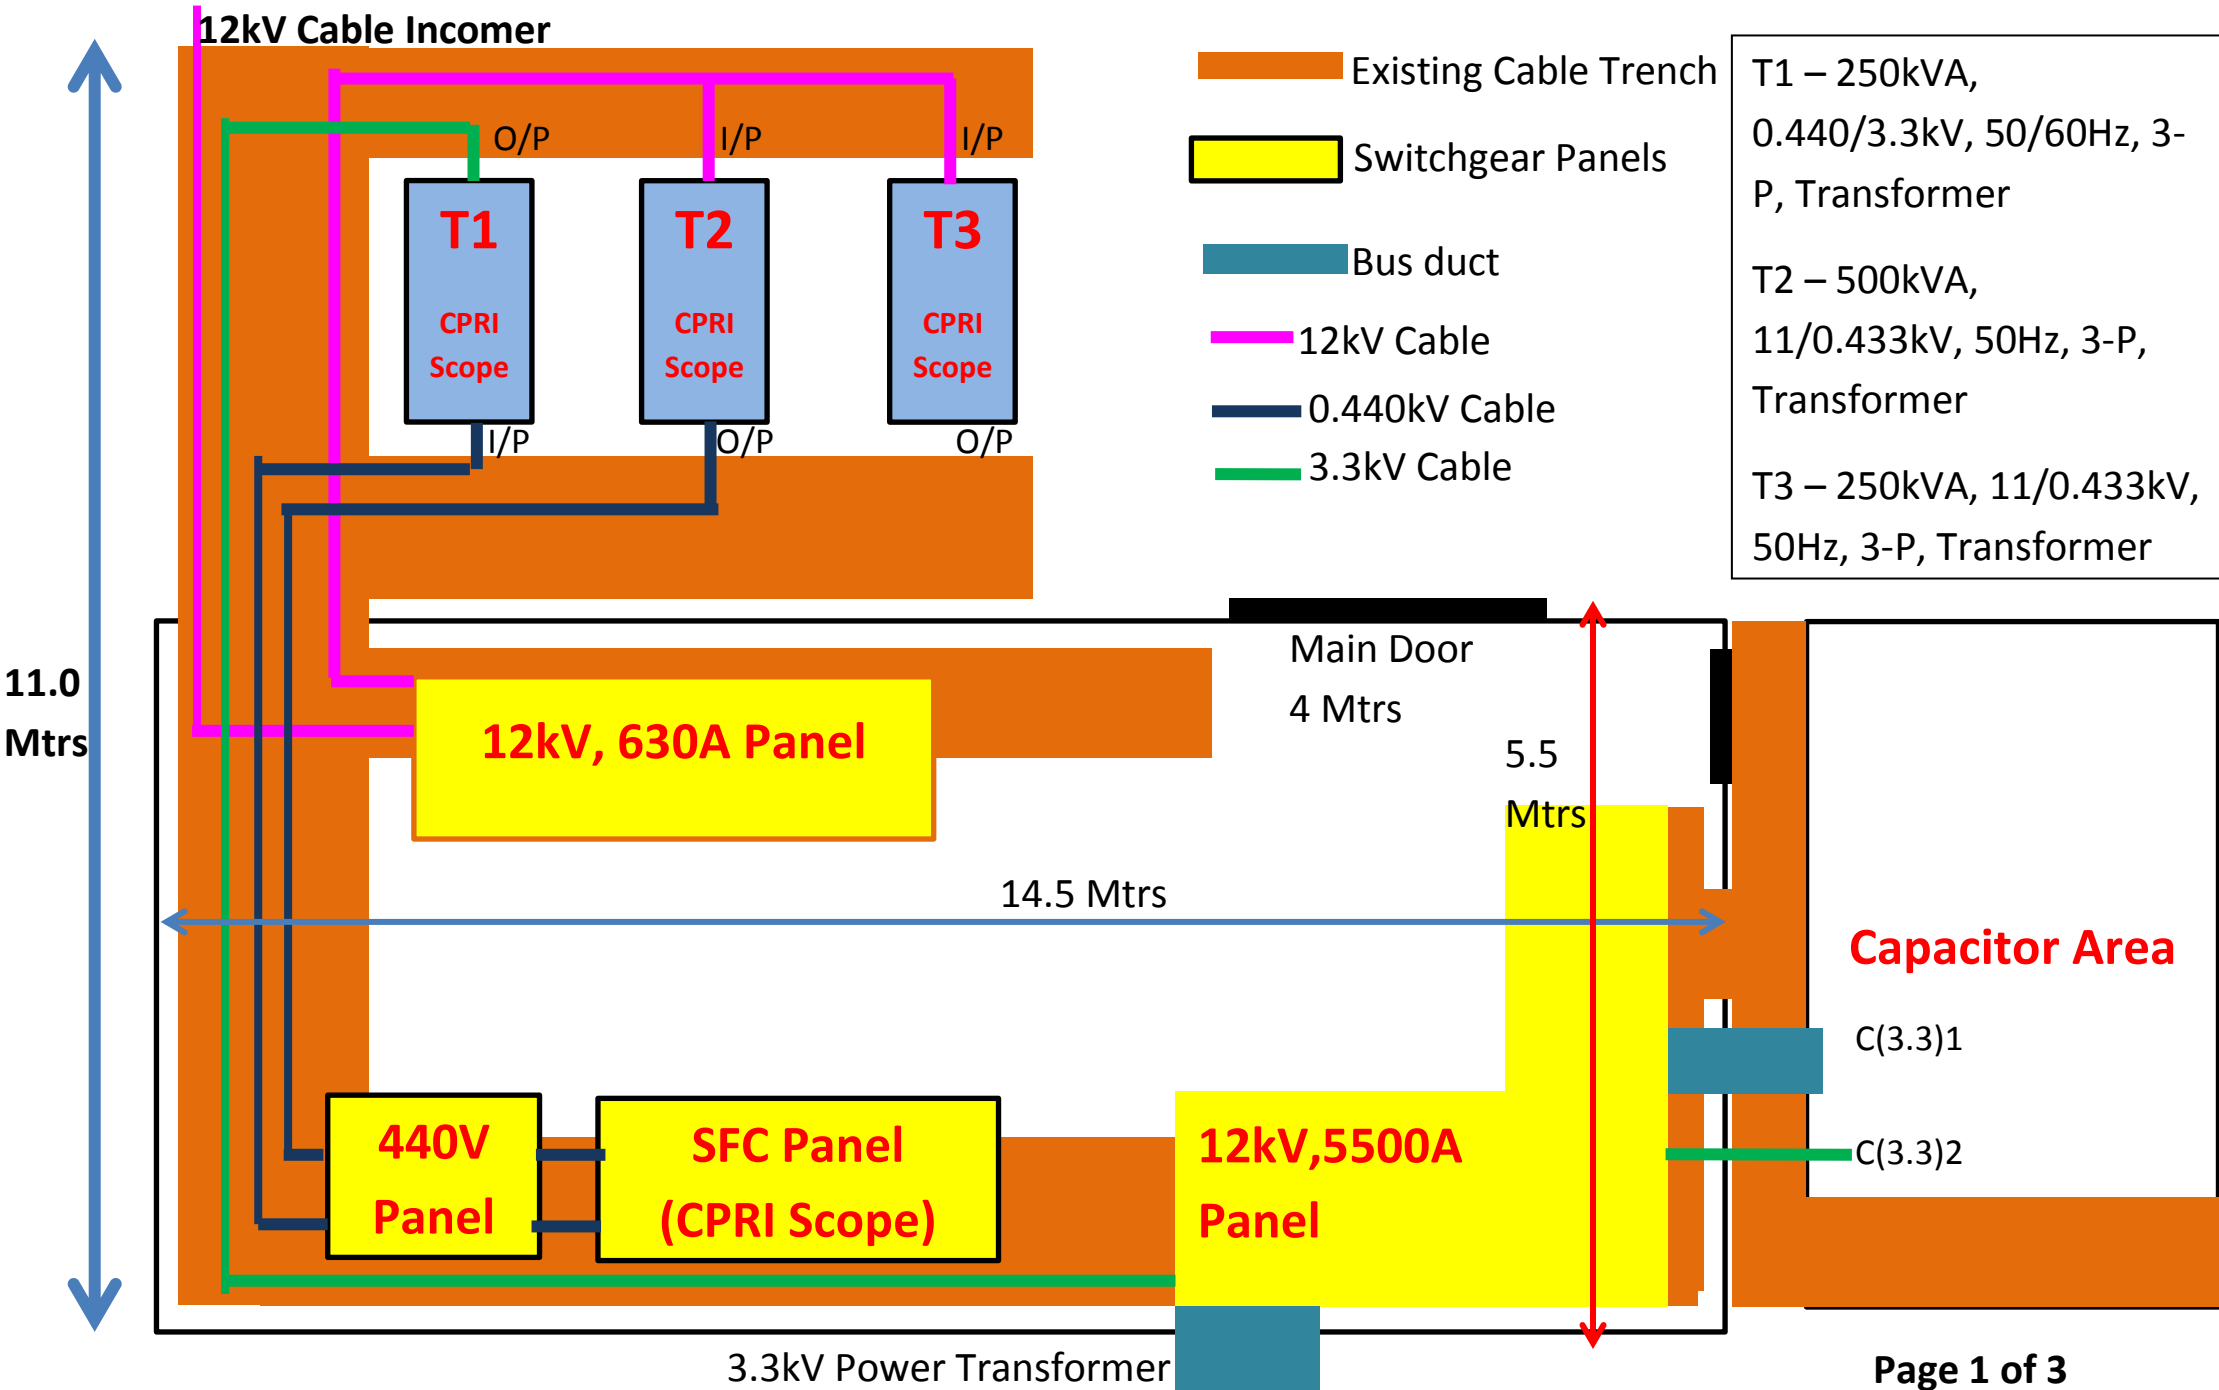 12kV Cable Incomer
Existing Cable Trench
Switchgear Panels
Bus duct
12kV Cable
0.440kV Cable
3.3kV Cable
T1 – 250kVA,
0.440/3.3kV, 50/60Hz, 3-
P, Transformer
T2 – 500kVA,
11/0.433kV, 50Hz, 3-P,
Transformer
T3 – 250kVA, 11/0.433kV,
50Hz, 3-P, Transformer
O/P
I/P
I/P
T1
CPRI
Scope
T2
CPRI
Scope
T3
CPRI
Scope
I/P
O/P
O/P
11.0
Mtrs
Main Door
4 Mtrs
12kV, 630A Panel
5.5
Mtrs
14.5 Mtrs
Capacitor Area
C(3.3)1
C(3.3)2
440V
Panel
SFC Panel
(CPRI Scope)
12kV,5500A
Panel
3.3kV Power Transformer
Page 1 of 3